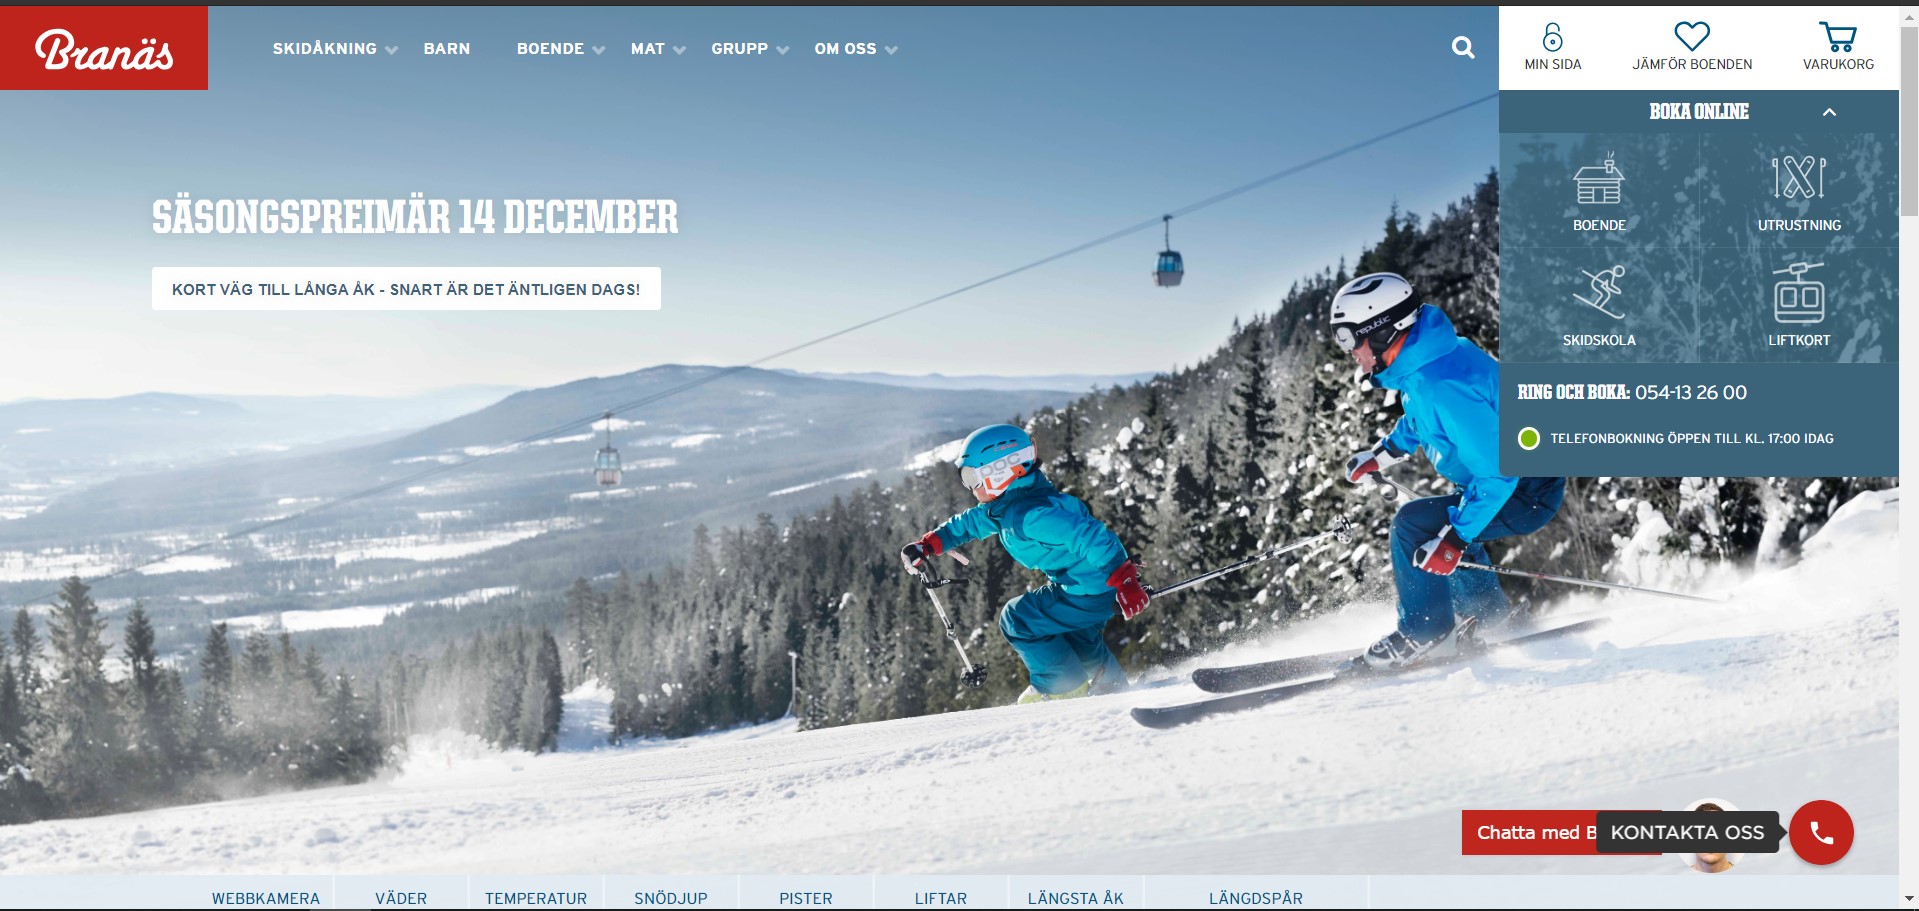 Branäs
SKIDÅKNING BARN BOENDE MAT GRUPP OM OSS
MIN SIDA JÄMFÖR BOENDEN VARUKORG
BOKA ONLINE
BOENDE UTRUSTNING
SKIDSKOLA LIFTKORT
RING OCH BOKA: 054-13 26 00
TELEFONBOKNING ÖPPEN TILL KL. 17:00 IDAG
SÄSONGSPREIMÄR 14 DECEMBER
KORT VÄG TILL LÅNGA ÅK - SNART ÄR DET ÄNTLIGEN DAGS!
republic
POC
Chatta med B
KONTAKTA OSS
WEBBKAMERA VÄDER TEMPERATUR SNÖDJUP PISTER LIFTAR LÄNGSTA ÅK LÄNGDSPÅR